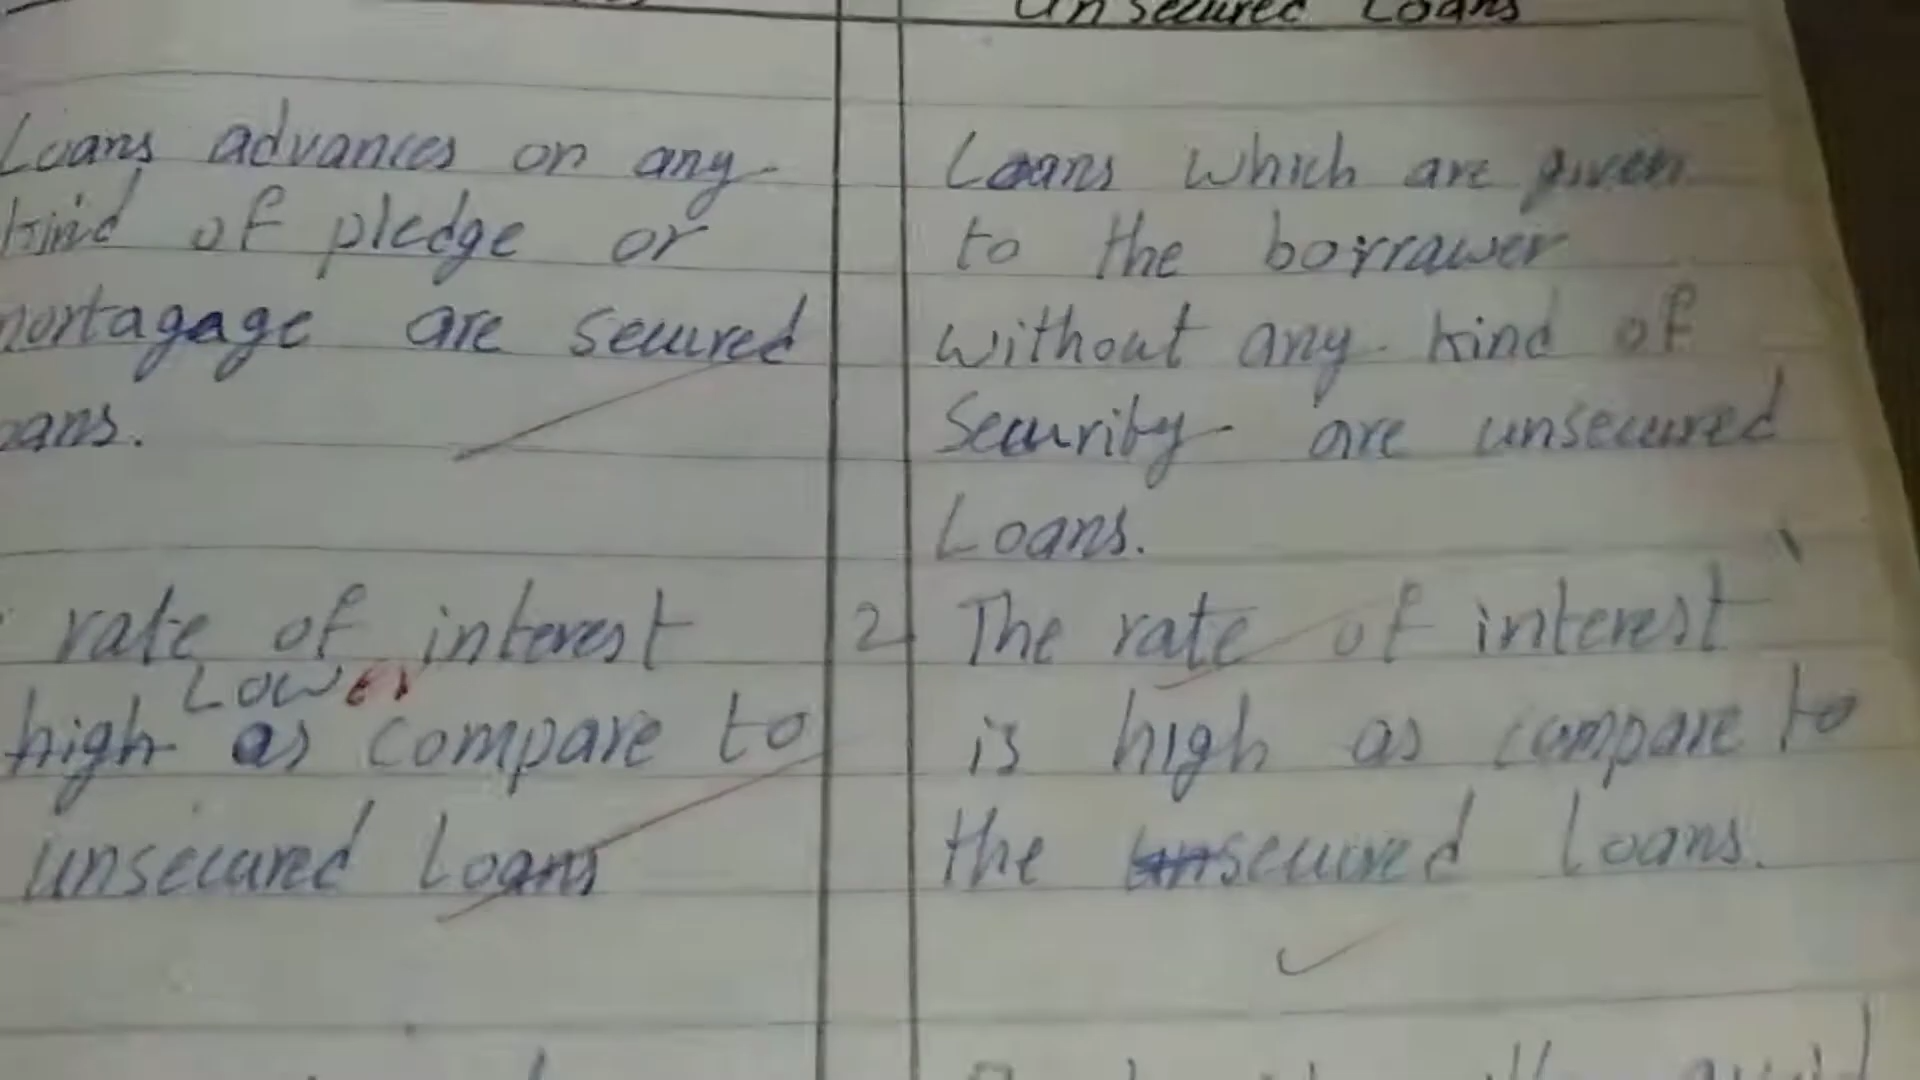 Unsecured Loans
Loans advances on any
kind of pledge or
mortagage are secured
oans.
rate of interest
Lower
high as compare to
unsecured Loans
Loans which are given
to the borrawer
without any kind of
Security are unsecured
Loans.
2 The rate of interest
is high as compare to
the unsecured loans.